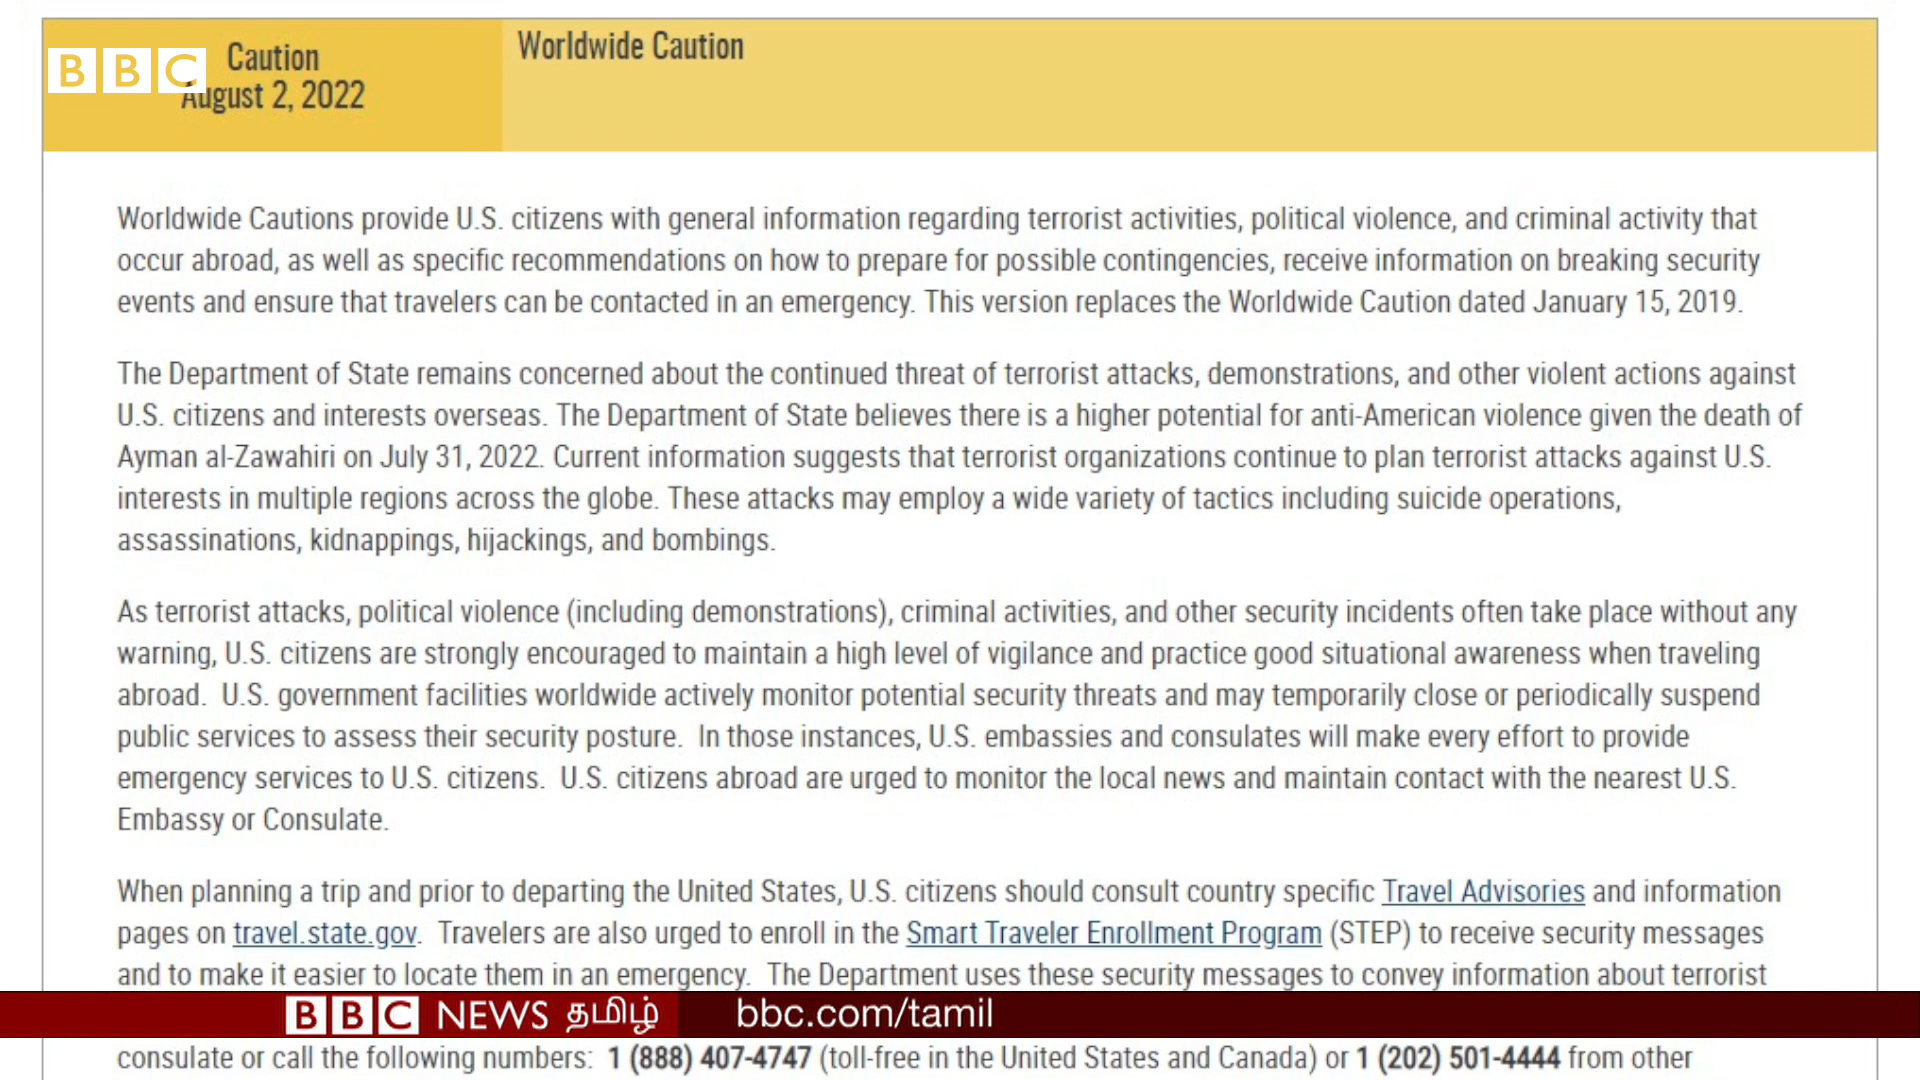 BBC
Caution
August 2, 2022
Worldwide Caution
Worldwide Cautions provide U.S. citizens with general information regarding terrorist activities, political violence, and criminal activity that
occur abroad, as well as specific recommendations on how to prepare for possible contingencies, receive information on breaking security
events and ensure that travelers can be contacted in an emergency. This version replaces the Worldwide Caution dated January 15, 2019.
The Department of State remains concerned about the continued threat of terrorist attacks, demonstrations, and other violent actions against
U.S. citizens and interests overseas. The Department of State believes there is a higher potential for anti-American violence given the death of
Ayman al-Zawahiri on July 31, 2022. Current information suggests that terrorist organizations continue to plan terrorist attacks against U.S.
interests in multiple regions across the globe. These attacks may employ a wide variety of tactics including suicide operations,
assassinations, kidnappings, hijackings, and bombings.
As terrorist attacks, political violence (including demonstrations), criminal activities, and other security incidents often take place without any
warning, U.S. citizens are strongly encouraged to maintain a high level of vigilance and practice good situational awareness when traveling
abroad.  U.S. government facilities worldwide actively monitor potential security threats and may temporarily close or periodically suspend
public services to assess their security posture.  In those instances, U.S. embassies and consulates will make every effort to provide
emergency services to U.S. citizens.  U.S. citizens abroad are urged to monitor the local news and maintain contact with the nearest U.S.
Embassy or Consulate.
When planning a trip and prior to departing the United States, U.S. citizens should consult country specific Travel Advisories and information
pages on travel.state.gov.  Travelers are also urged to enroll in the Smart Traveler Enrollment Program (STEP) to receive security messages
and to make it easier to locate them in an emergency.  The Department uses these security messages to convey information about terrorist
BBC NEWS தமிழ் bbc.com/tamil
consulate or call the following numbers:  1 (888) 407-4747 (toll-free in the United States and Canada) or 1 (202) 501-4444 from other